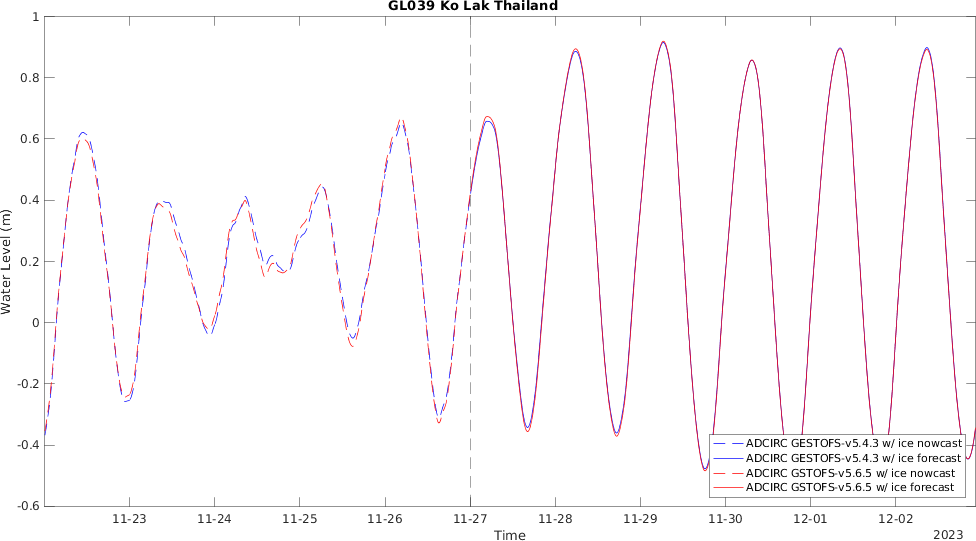 GL039 Ko Lak Thailand
1
0.8
0.6
0.4
0.2
0
-0.2
-0.4
-0.6
Water Level (m)
ADCIRC GESTOFS-v5.4.3 w/ ice nowcast
ADCIRC GESTOFS-v5.4.3 w/ ice forecast
ADCIRC GSTOFS-v5.6.5 w/ ice nowcast
ADCIRC GSTOFS-v5.6.5 w/ ice forecast
11-23 11-24 11-25 11-26 11-27 11-28 11-29 11-30 12-01 12-02
Time
2023